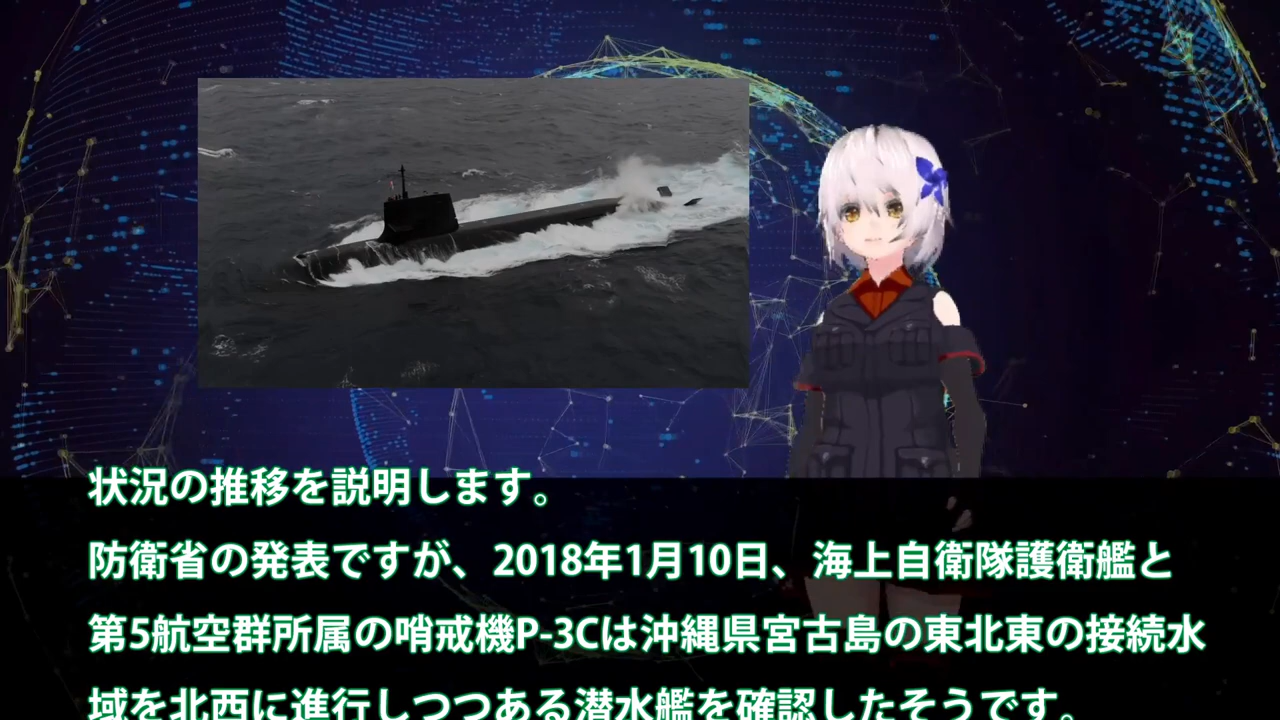 状況の推移を説明します。
防衛省の発表ですが、2018年1月10日、海上自衛隊護衛艦と
第5航空群所属の哨戒機P-3Cは沖縄県宮古島の東北東の接続水
域を北西に進行しつつある潜水艦を確認したそうです。